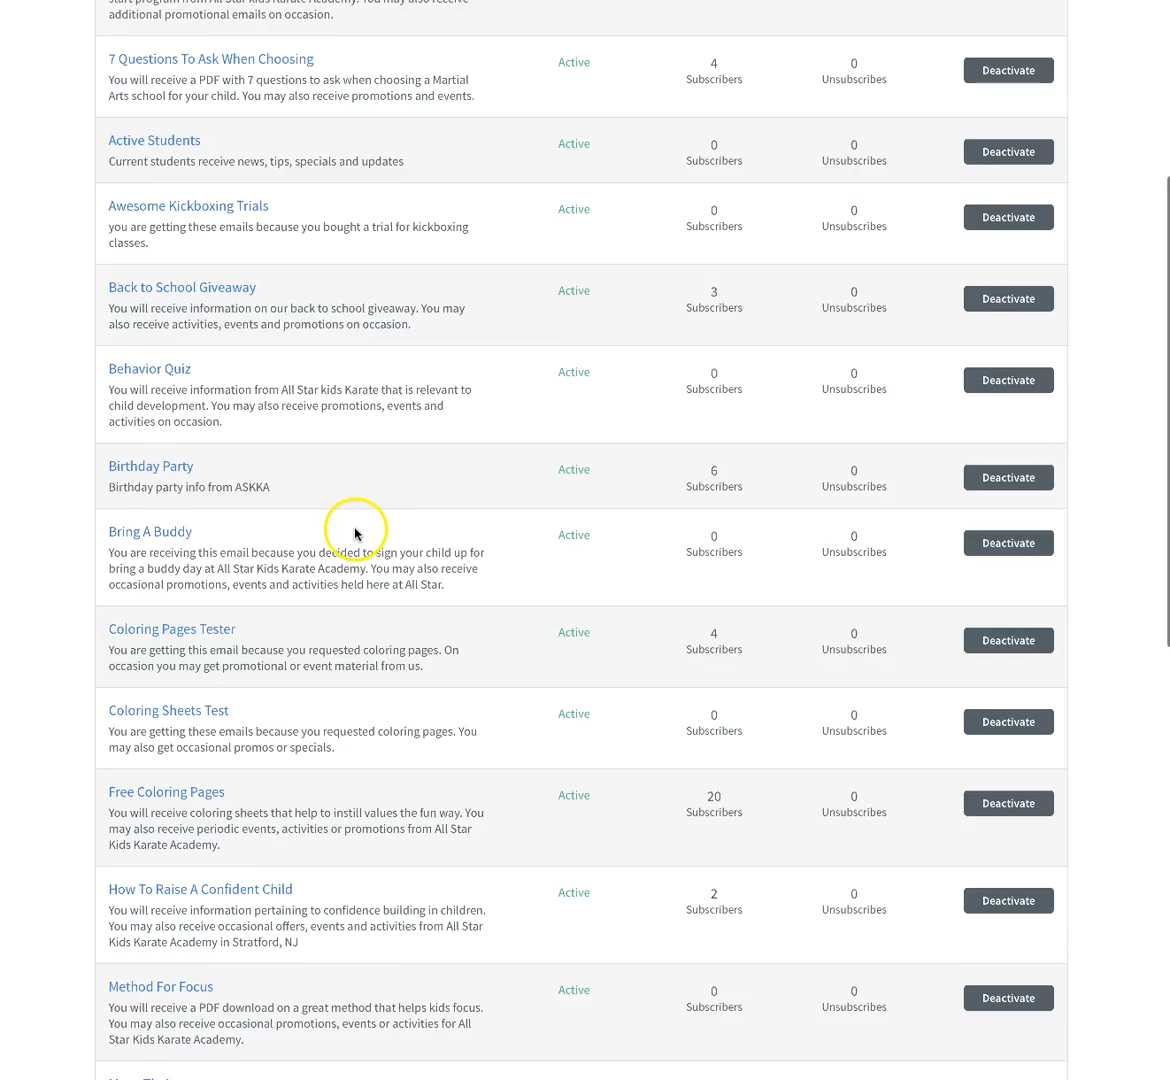 additional promotional emails on occasion.
7 Questions To Ask When Choosing
Active
4
0
Deactivate
You will receive a PDF with 7 questions to ask when choosing a Martial
Subscribers
Unsubscribes
Arts school for your child. You may also receive promotions and events.
Active Students
Active
0
0
Deactivate
Current students receive news, tips, specials and updates
Subscribers
Unsubscribes
Awesome Kickboxing Trials
Active
0
0
Deactivate
you are getting these emails because you bought a trial for kickboxing
Subscribers
Unsubscribes
classes.
Back to School Giveaway
Active
3
0
Deactivate
You will receive information on our back to school giveaway. You may
Subscribers
Unsubscribes
also receive activities, events and promotions on occasion.
Behavior Quiz
Active
0
0
Deactivate
You will receive information from All Star kids Karate that is relevant to
Subscribers
Unsubscribes
child development. You may also receive promotions, events and
activities on occasion.
Birthday Party
Active
6
0
Deactivate
Birthday party info from ASKKA
Subscribers
Unsubscribes
Bring A Buddy
Active
0
0
Deactivate
You are receiving this email because you decided to sign your child up for
Subscribers
Unsubscribes
bring a buddy day at All Star Kids Karate Academy. You may also receive
occasional promotions, events and activities held here at All Star.
Coloring Pages Tester
Active
4
0
Deactivate
You are getting this email because you requested coloring pages. On
Subscribers
Unsubscribes
occasion you may get promotional or event material from us.
Coloring Sheets Test
Active
0
0
Deactivate
You are getting these emails because you requested coloring pages. You
Subscribers
Unsubscribes
may also get occasional promos or specials.
Free Coloring Pages
Active
20
0
Deactivate
You will receive coloring sheets that help to instill values the fun way. You
Subscribers
Unsubscribes
may also receive periodic events, activities or promotions from All Star
Kids Karate Academy.
How To Raise A Confident Child
Active
2
0
Deactivate
You will receive information pertaining to confidence building in children.
Subscribers
Unsubscribes
You may also receive occasional offers, events and activities from All Star
Kids Karate Academy in Stratford, NJ
Method For Focus
Active
0
0
Deactivate
You will receive a PDF download on a great method that helps kids focus.
Subscribers
Unsubscribes
You may also receive occasional promotions, events or activities for All
Star Kids Karate Academy.